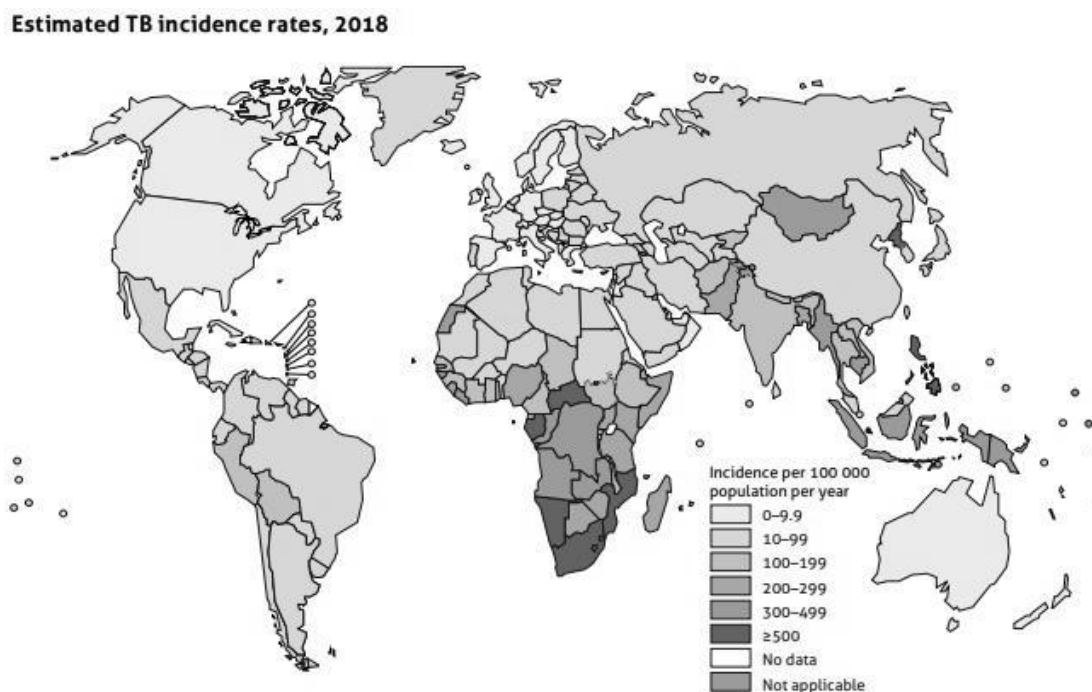 Estimated TB incidence rates, 2018
Incidence per 100 000
population per year
0–9.9
10–99
100–199
200–299
300–499
≥500
No data
Not applicable